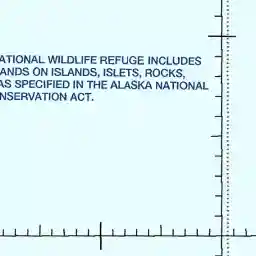 ATIONAL WILDLIFE REFUGE INCLUDES
ANDS ON ISLANDS, ISLETS, ROCKS,
AS SPECIFIED IN THE ALASKA NATIONAL
NSERVATION ACT.